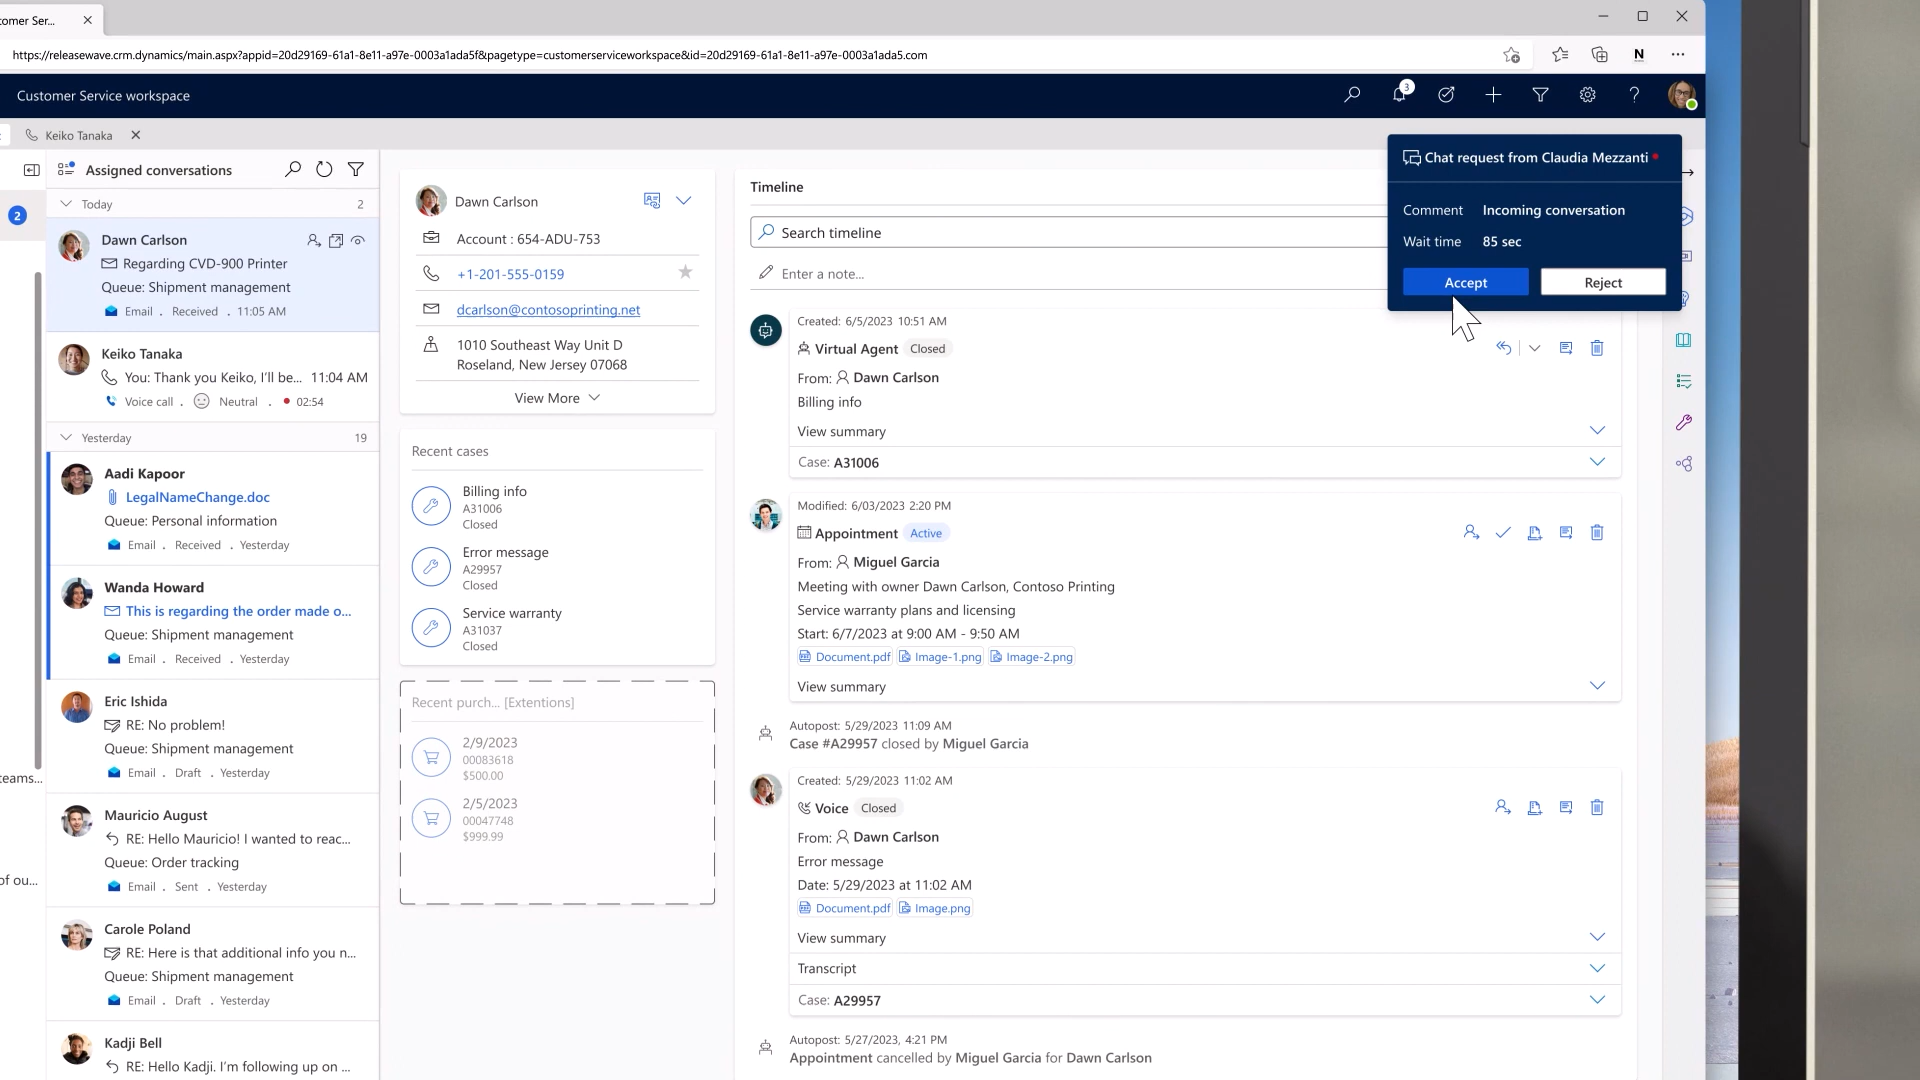 tomer Ser...
https://releasewave.crm.dynamics/main.aspx?appid=20d29169-61a1-8e11-a97e-0003a1ada5f&pagetype=customerserviceworkspace&id=20d29169-61a1-8e11-a97e-0003a1ada5.com
N
Customer Service workspace
3
Keiko Tanaka
Assigned conversations
2
Today
2
Dawn Carlson
Regarding CVD-900 Printer
Queue: Shipment management
Email . Received . 11:05 AM
Keiko Tanaka
You: Thank you Keiko, I'll be... 11:04 AM
Voice call . Neutral . 02:54
Yesterday
19
Aadi Kapoor
LegalNameChange.doc
Queue: Personal information
Email . Received . Yesterday
Wanda Howard
This is regarding the order made o...
Queue: Shipment management
Email . Received . Yesterday
Eric Ishida
RE: No problem!
Queue: Shipment management
Email . Draft . Yesterday
teams...
Mauricio August
RE: Hello Mauricio! I wanted to reac...
Queue: Order tracking
Email . Sent . Yesterday
of ou...
Carole Poland
RE: Here is that additional info you n...
Queue: Shipment management
Email . Draft . Yesterday
Kadji Bell
RE: Hello Kadji. I'm following up on ...
Dawn Carlson
Account : 654-ADU-753
+1-201-555-0159
dcarlson@contosoprinting.net
1010 Southeast Way Unit D
Roseland, New Jersey 07068
View More
Recent cases
Billing info
A31006
Closed
Error message
A29957
Closed
Service warranty
A31037
Closed
Recent purch... [Extentions]
2/9/2023
00083618
$500.00
2/5/2023
00047748
$999.99
Timeline
Search timeline
Enter a note...
Created: 6/5/2023 10:51 AM
Virtual Agent Closed
From: Dawn Carlson
Billing info
View summary
Case: A31006
Modified: 6/03/2023 2:20 PM
Appointment Active
From: Miguel Garcia
Meeting with owner Dawn Carlson, Contoso Printing
Service warranty plans and licensing
Start: 6/7/2023 at 9:00 AM - 9:50 AM
Document.pdf Image-1.png Image-2.png
View summary
Autopost: 5/29/2023 11:09 AM
Case #A29957 closed by Miguel Garcia
Created: 5/29/2023 11:02 AM
Voice Closed
From: Dawn Carlson
Error message
Date: 5/29/2023 at 11:02 AM
Document.pdf Image.png
View summary
Transcript
Case: A29957
Autopost: 5/27/2023, 4:21 PM
Appointment cancelled by Miguel Garcia for Dawn Carlson
Chat request from Claudia Mezzanti
Comment Incoming conversation
Wait time 85 sec
Accept
Reject